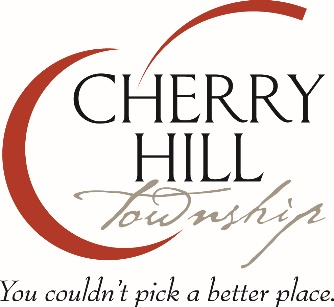 CHERRY
HILL
township
You couldn't pick a better place.